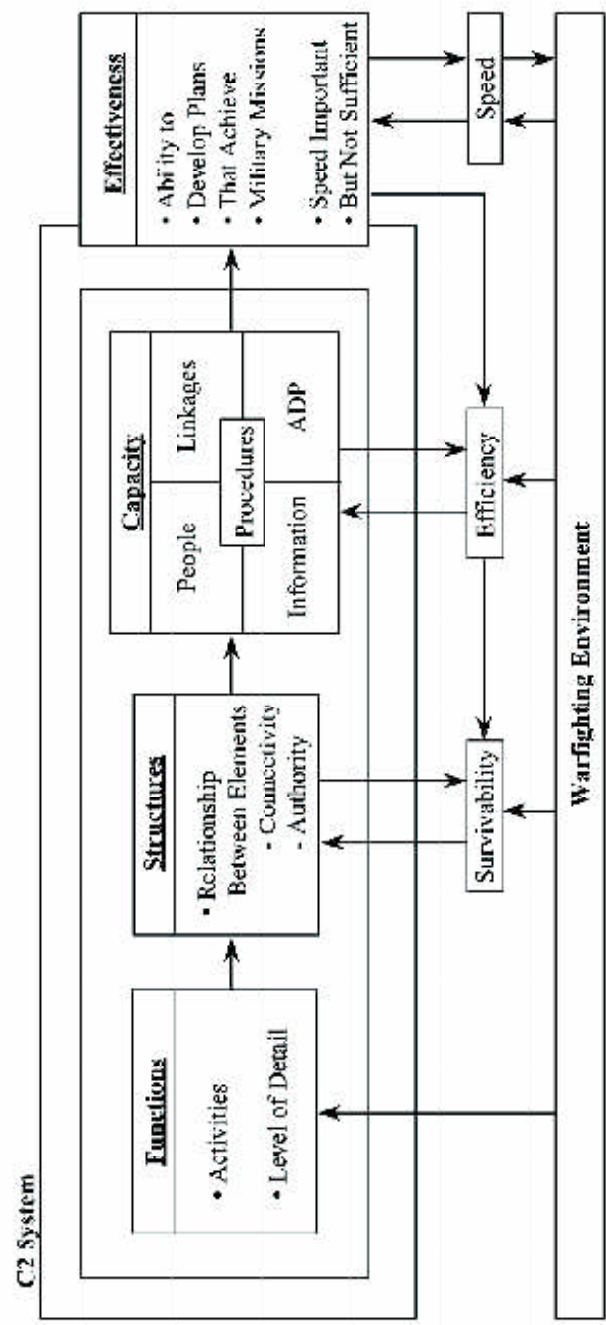 C2 System
Functions
• Activities
• Level of Detail
Structures
• Relationship
Between Elements
- Connectivity
- Authority
Capacity
People
Linkages
Procedures
Information
ADP
Effectiveness
• Ability to
• Develop Plans
• That Achieve
• Military Missions
• Speed Important
• But Not Sufficient
Survivability
Efficiency
Speed
Warfighting Environment